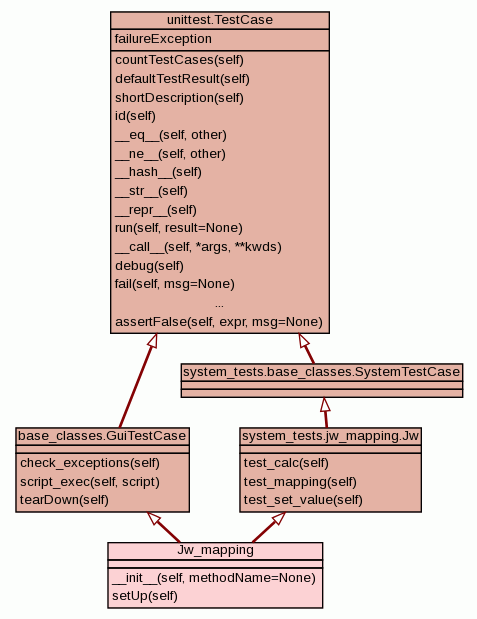 unittest.TestCase
failureException
countTestCases(self)
defaultTestResult(self)
shortDescription(self)
id(self)
__eq__(self, other)
__ne__(self, other)
__hash__(self)
__str__(self)
__repr__(self)
run(self, result=None)
__call__(self, *args, **kwds)
debug(self)
fail(self, msg=None)
...
assertFalse(self, expr, msg=None)
system_tests.base_classes.SystemTestCase
base_classes.GuiTestCase
check_exceptions(self)
script_exec(self, script)
tearDown(self)
system_tests.jw_mapping.Jw
test_calc(self)
test_mapping(self)
test_set_value(self)
Jw_mapping
__init__(self, methodName=None)
setUp(self)